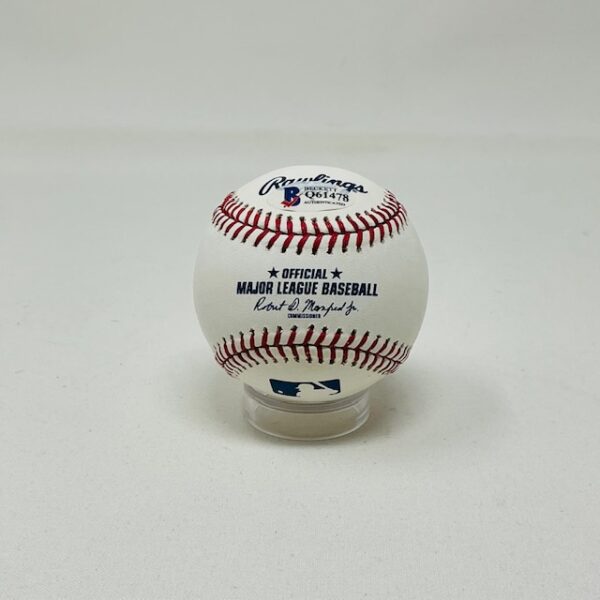 Rawlings
B BECKETT
Q61478
AUTHENTICATED
★ OFFICIAL ★
MAJOR LEAGUE BASEBALL
Robert D. Manfred Jr.
COMMISSIONER